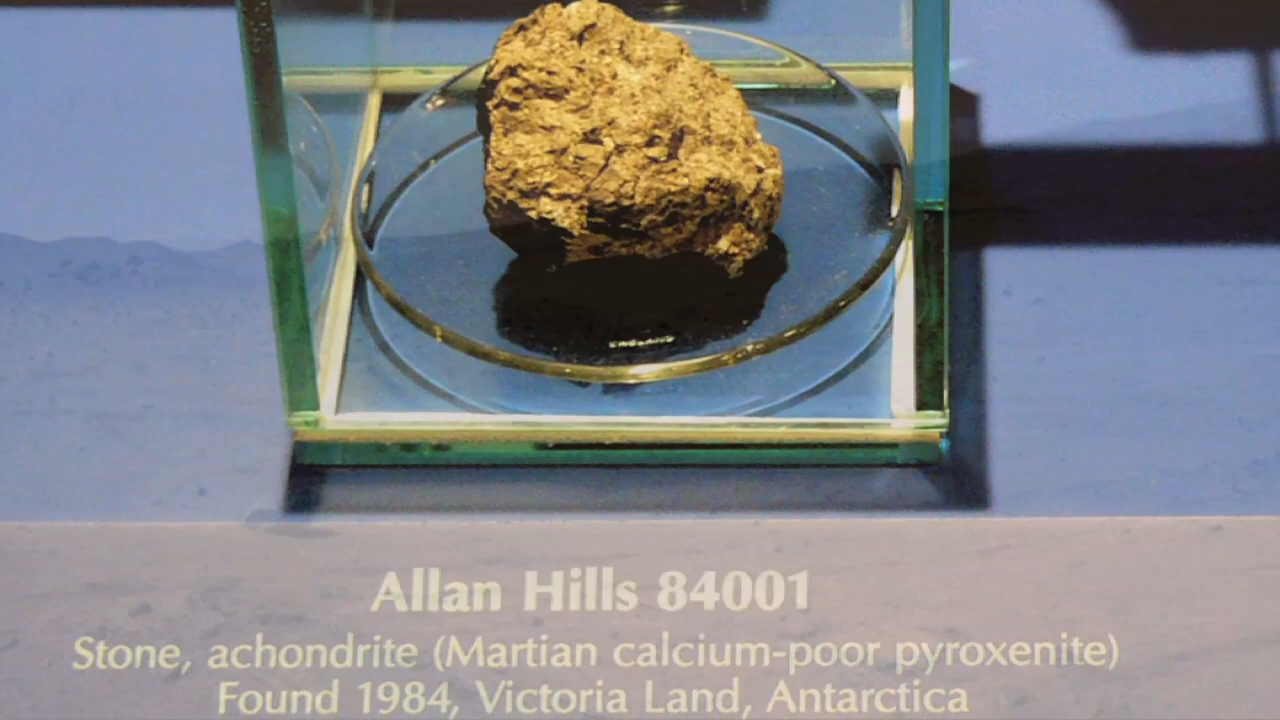 Allan Hills 84001
Stone, achondrite (Martian calcium-poor pyroxenite)
Found 1984, Victoria Land, Antarctica